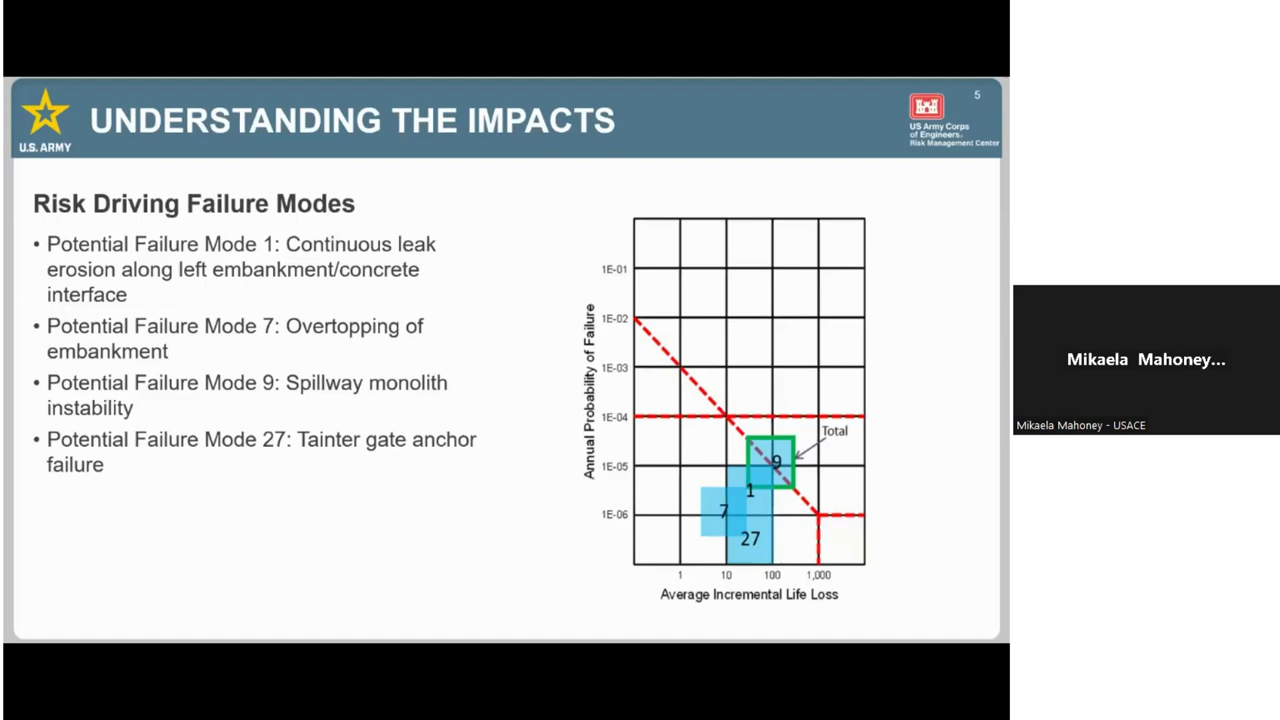 5
UNDERSTANDING THE IMPACTS
U.S. ARMY
US Army Corps
of Engineers.
Risk Management Center
Risk Driving Failure Modes
• Potential Failure Mode 1: Continuous leak
erosion along left embankment/concrete
interface
• Potential Failure Mode 7: Overtopping of
embankment
• Potential Failure Mode 9: Spillway monolith
instability
• Potential Failure Mode 27: Tainter gate anchor
failure
Annual Probability of Failure
1E-01
1E-02
1E-03
1E-04
1E-05
1E-06
Total
9
1
7
27
1 10 100 1,000
Average Incremental Life Loss
Mikaela Mahoney...
Mikaela Mahoney - USACE